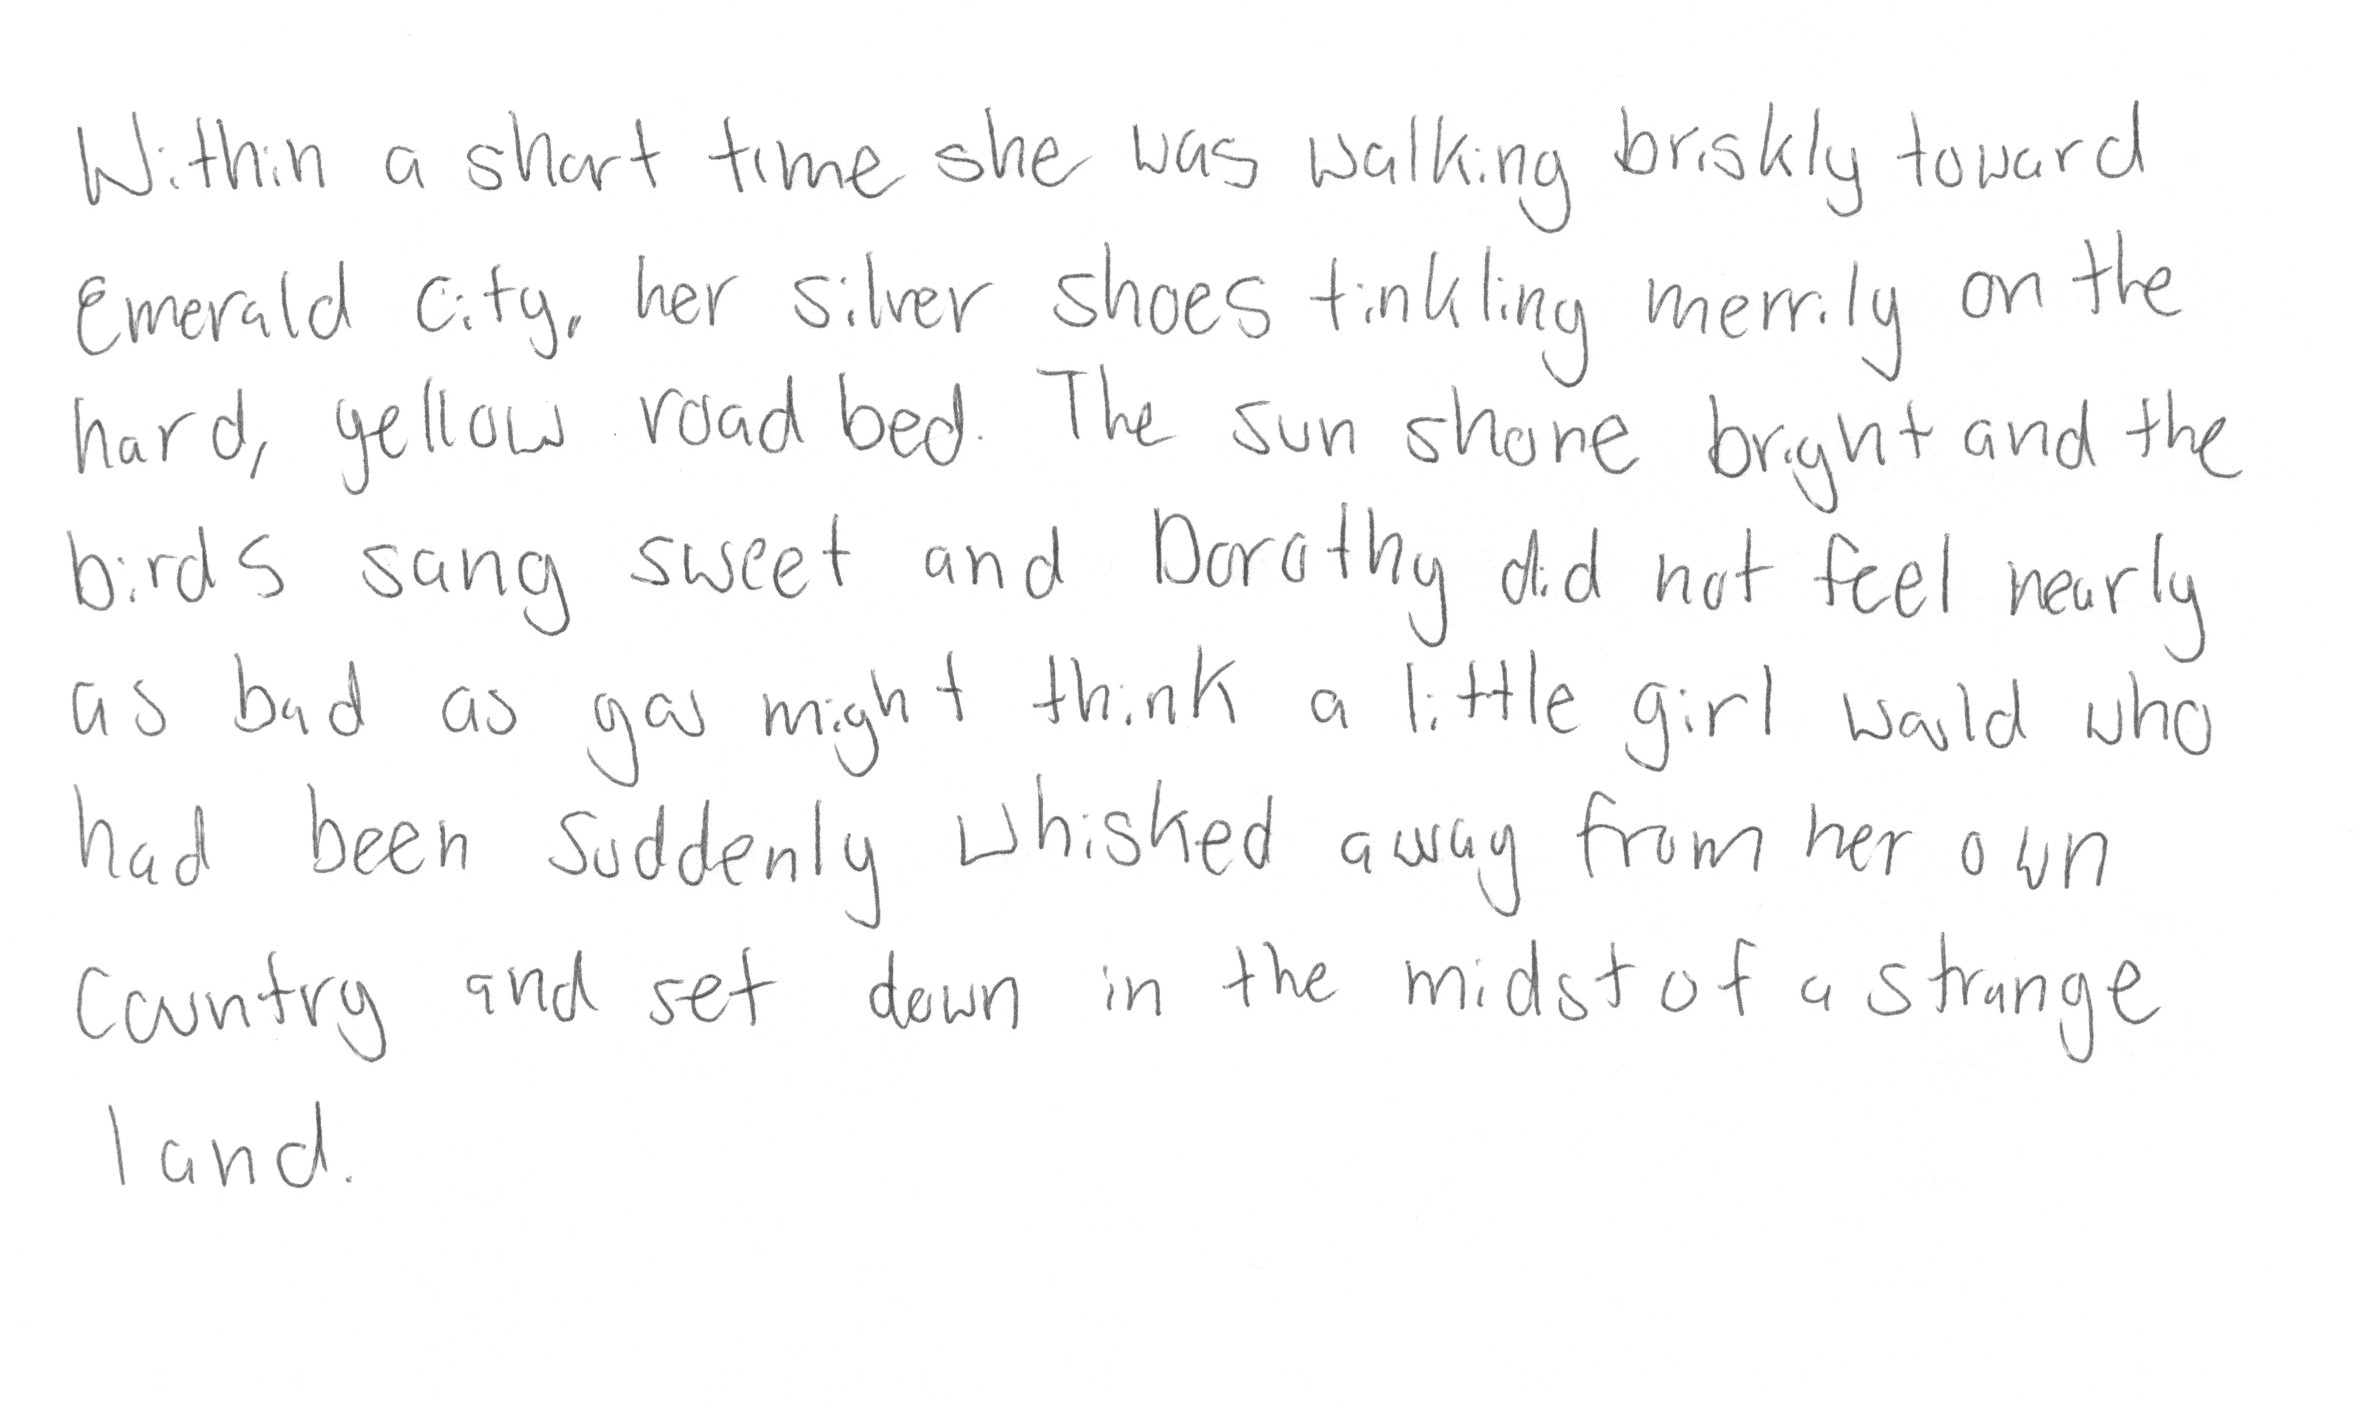 Within a short time she was walking briskly toward
Emerald City, her silver shoes tinkling merrily on the
hard, yellow road bed. The sun shone bright and the
birds sang sweet and Dorothy did not feel nearly
as bad as you might think a little girl would who
had been suddenly whisked away from her own
country and set down in the midst of a strange
land.